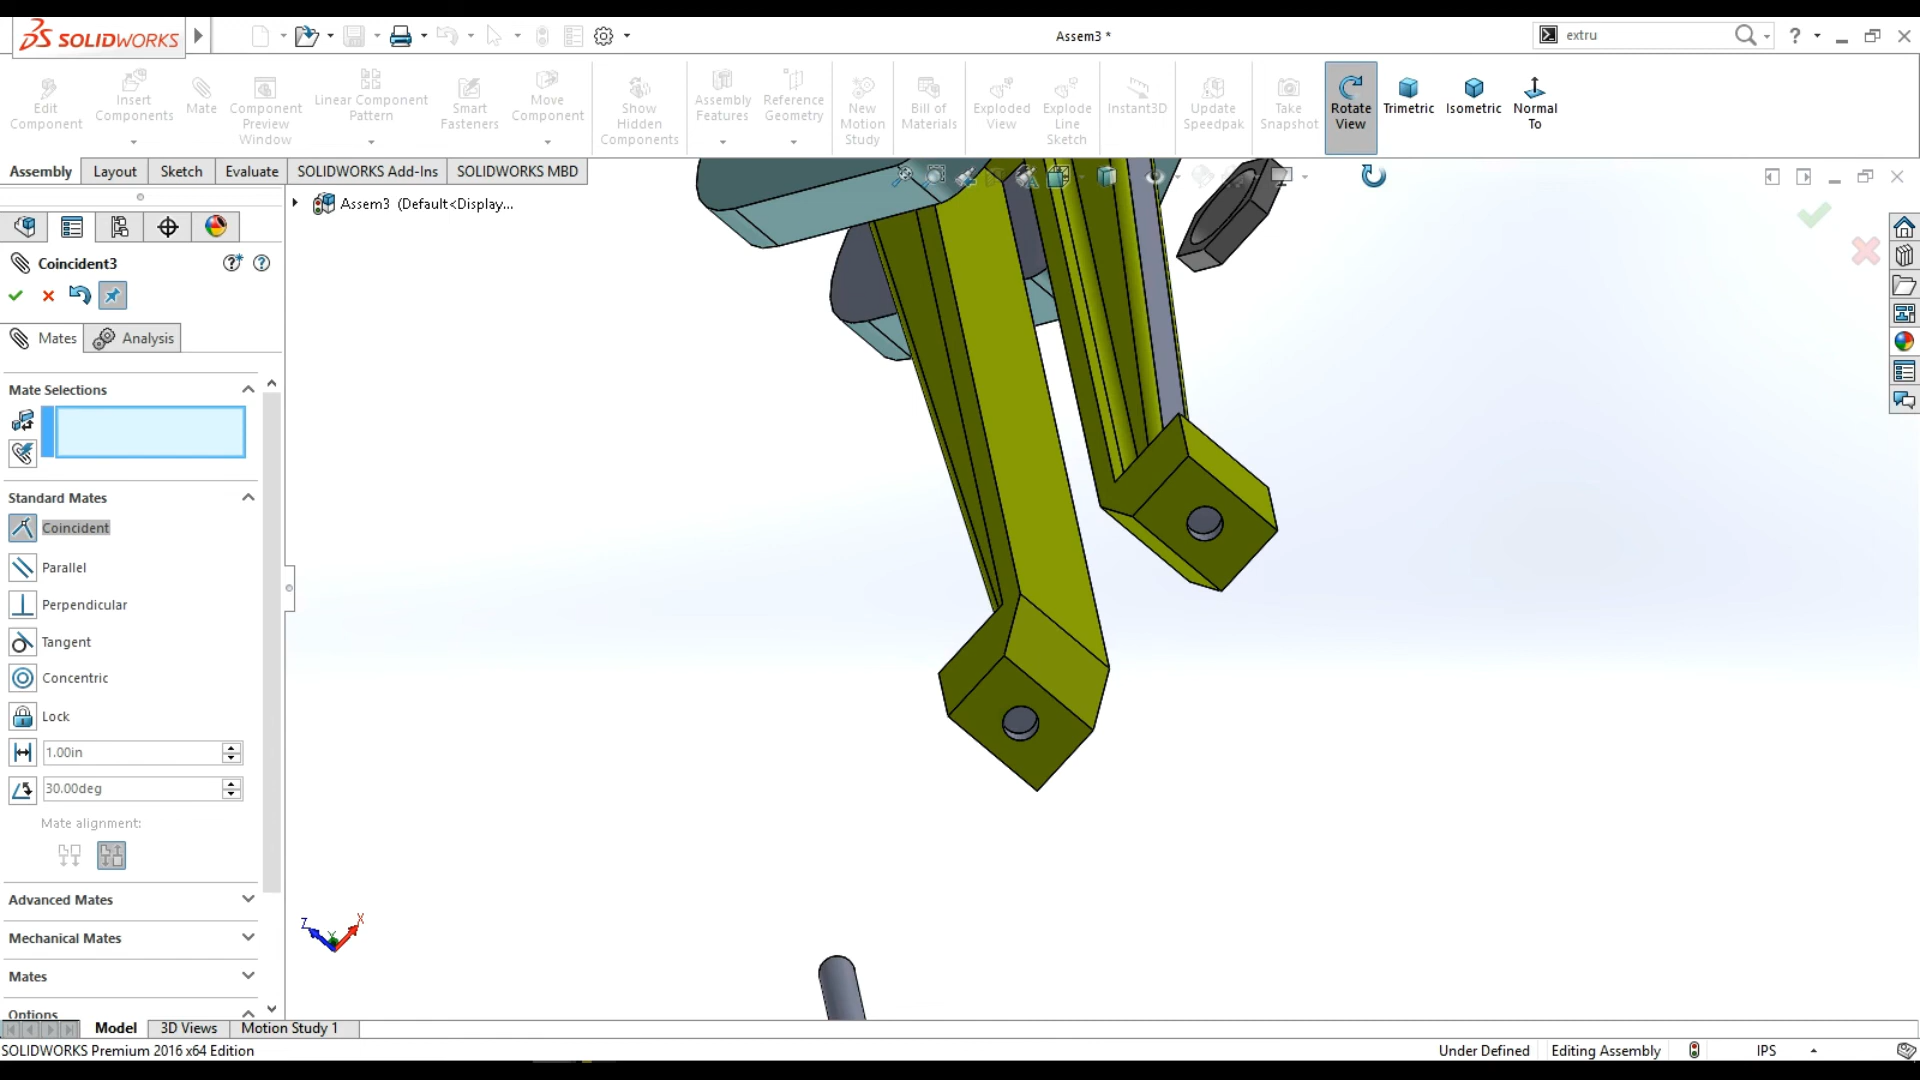 SOLIDWORKS
Assem3 *
extru
Edit Component
Insert Components
Mate
Component Preview Window
Linear Component Pattern
Smart Fasteners
Move Component
Show Hidden Components
Assembly Features
Reference Geometry
New Motion Study
Bill of Materials
Exploded View
Explode Line Sketch
Instant3D
Update Speedpak
Take Snapshot
Rotate View
Trimetric
Isometric
Normal To
Assembly
Layout
Sketch
Evaluate
SOLIDWORKS Add-Ins
SOLIDWORKS MBD
Assem3 (Default<Display...
Coincident3
Mates
Analysis
Mate Selections
Standard Mates
Coincident
Parallel
Perpendicular
Tangent
Concentric
Lock
1.00in
30.00deg
Mate alignment:
Advanced Mates
Mechanical Mates
Mates
Options
Z
Y
X
Model
3D Views
Motion Study 1
SOLIDWORKS Premium 2016 x64 Edition
Under Defined
Editing Assembly
IPS